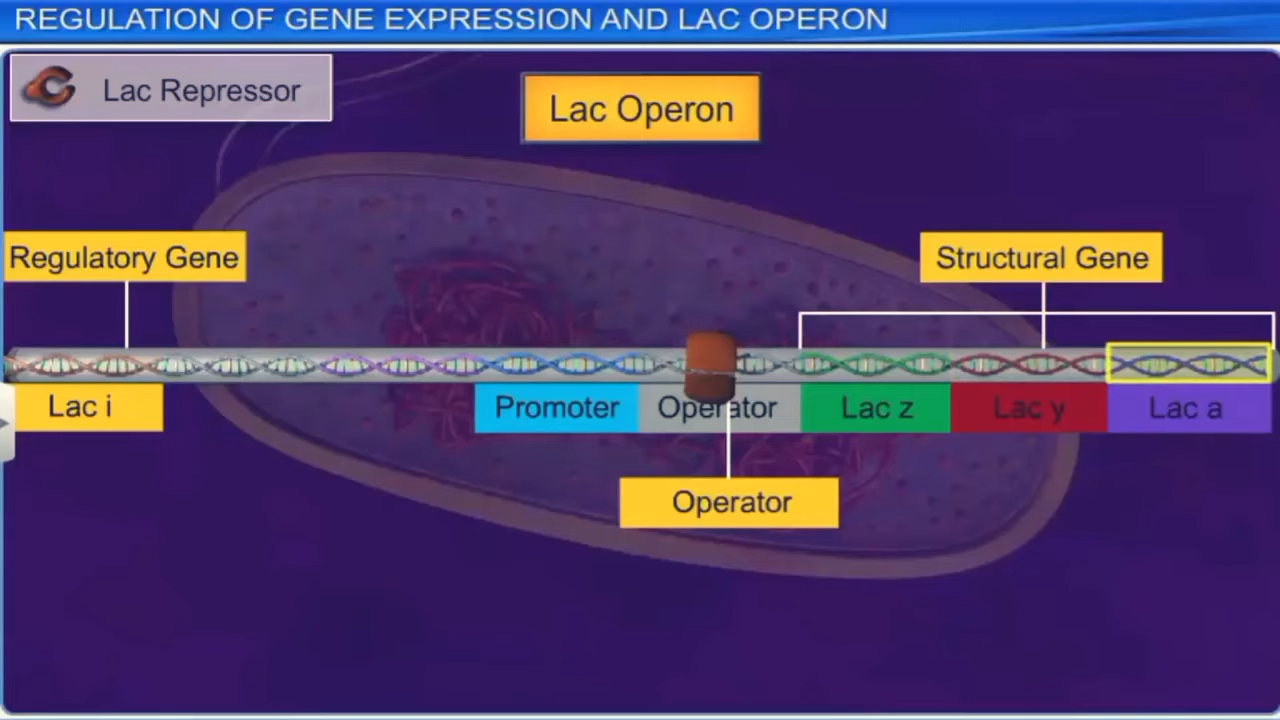 REGULATION OF GENE EXPRESSION AND LAC OPERON
Lac Repressor
Lac Operon
Regulatory Gene
Structural Gene
Lac i
Promoter
Operator
Lac z
Lac y
Lac a
Operator